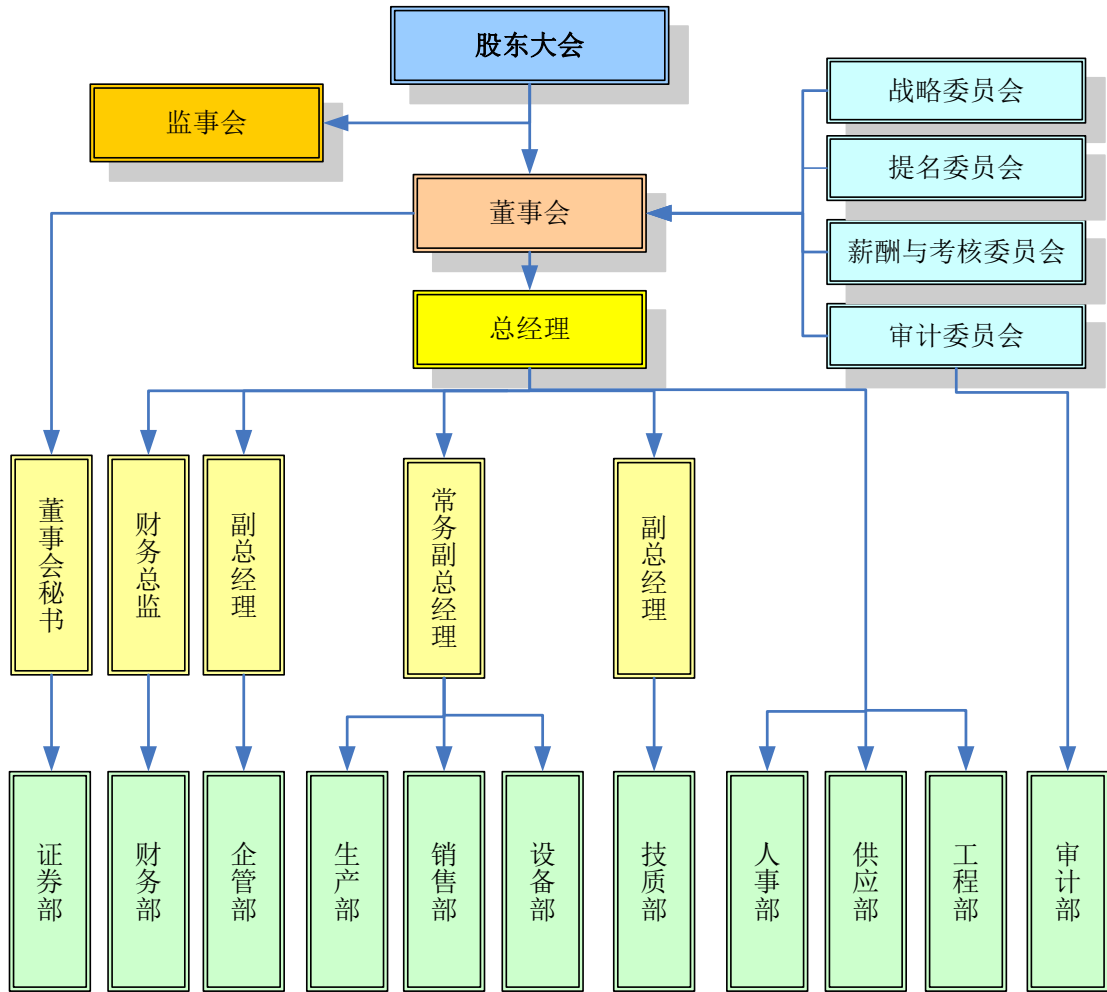 股东大会
监事会
战略委员会
提名委员会
董事会
薪酬与考核委员会
总经理
审计委员会
董事会秘书
财务总监
副总经理
常务副总经理
副总经理
证券部
财务部
企管部
生产部
销售部
设备部
技质部
人事部
供应部
工程部
审计部